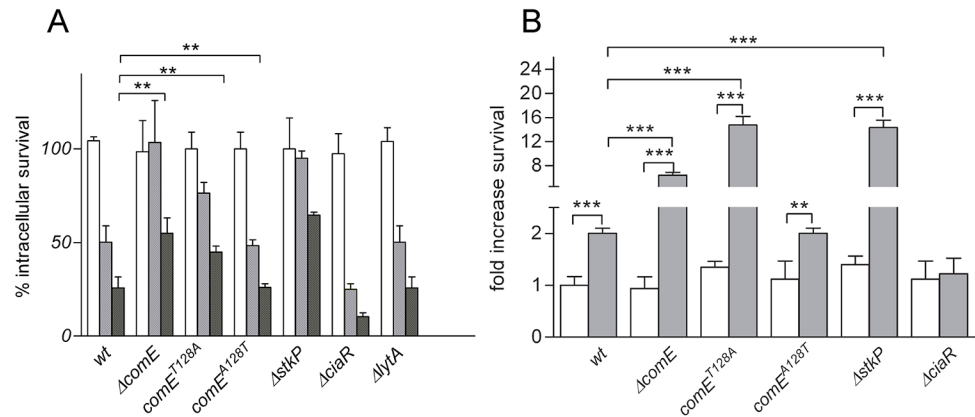 A
**
**
**
% intracellular survival
100
50
0
wt
ΔcomE
comE^T128A
comE^A128T
ΔstkP
ΔciaR
ΔlytA
B
***
***
***
***
***
***
***
**
fold increase survival
24
20
16
12
8
2
1
0
wt
ΔcomE
comE^T128A
comE^A128T
ΔstkP
ΔciaR